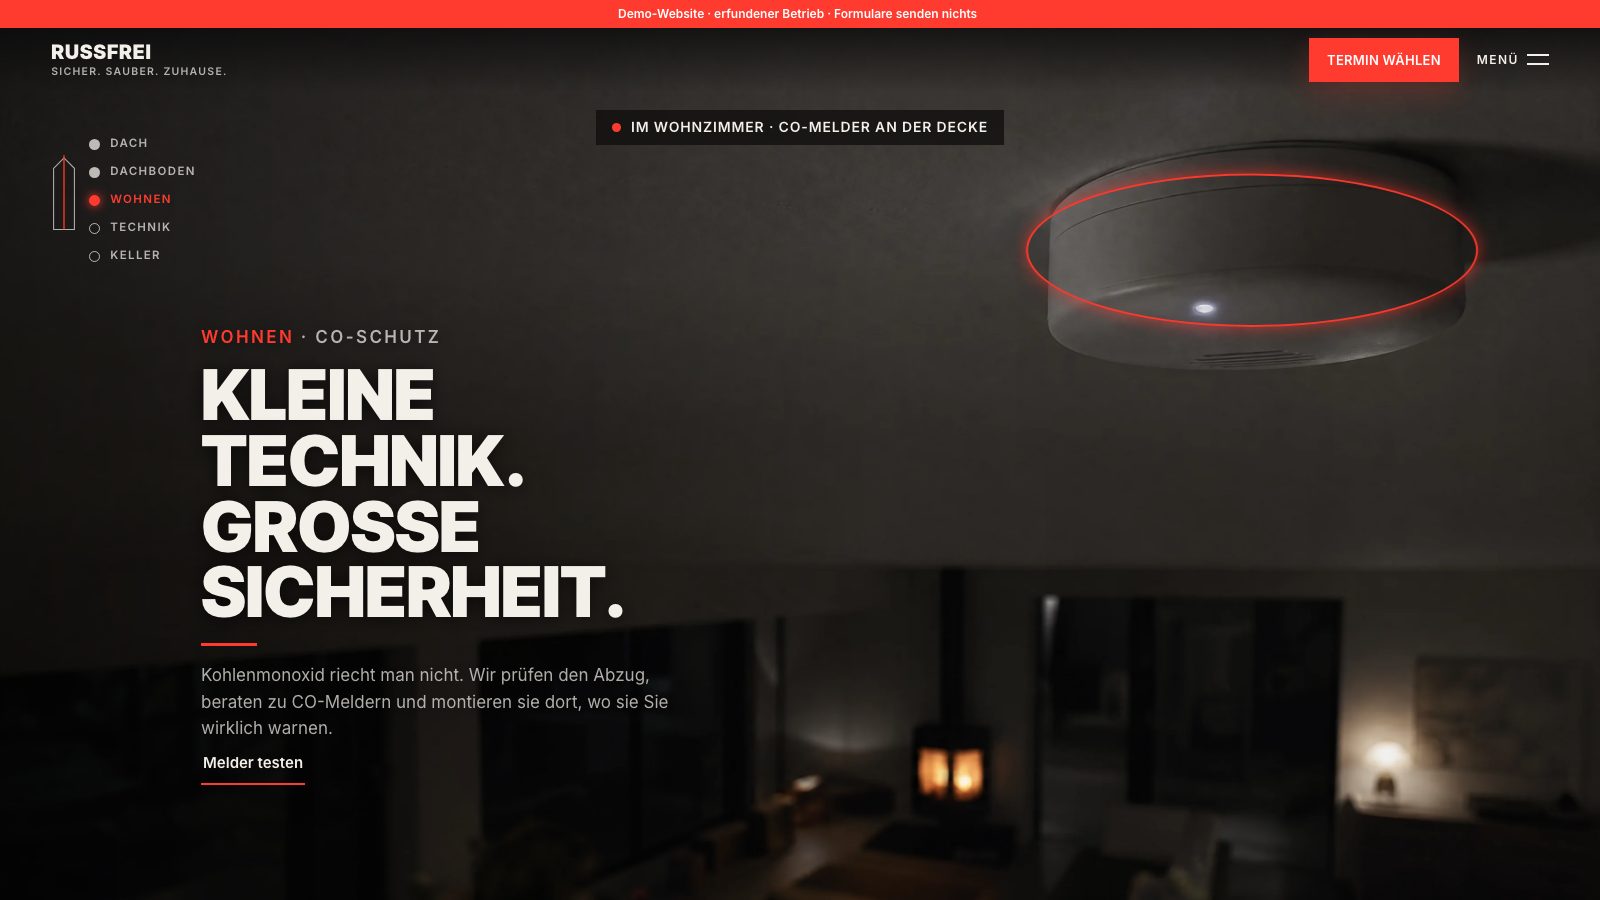 Demo-Website · erfundener Betrieb · Formulare senden nichts
RUSSFREI
SICHER. SAUBER. ZUHAUSE.
TERMIN WÄHLEN
MENÜ
IM WOHNZIMMER · CO-MELDER AN DER DECKE
DACH
DACHBODEN
WOHNEN
TECHNIK
KELLER
WOHNEN · CO-SCHUTZ
KLEINE
TECHNIK.
GROSSE
SICHERHEIT.
Kohlenmonoxid riecht man nicht. Wir prüfen den Abzug,
beraten zu CO-Meldern und montieren sie dort, wo sie Sie
wirklich warnen.
Melder testen